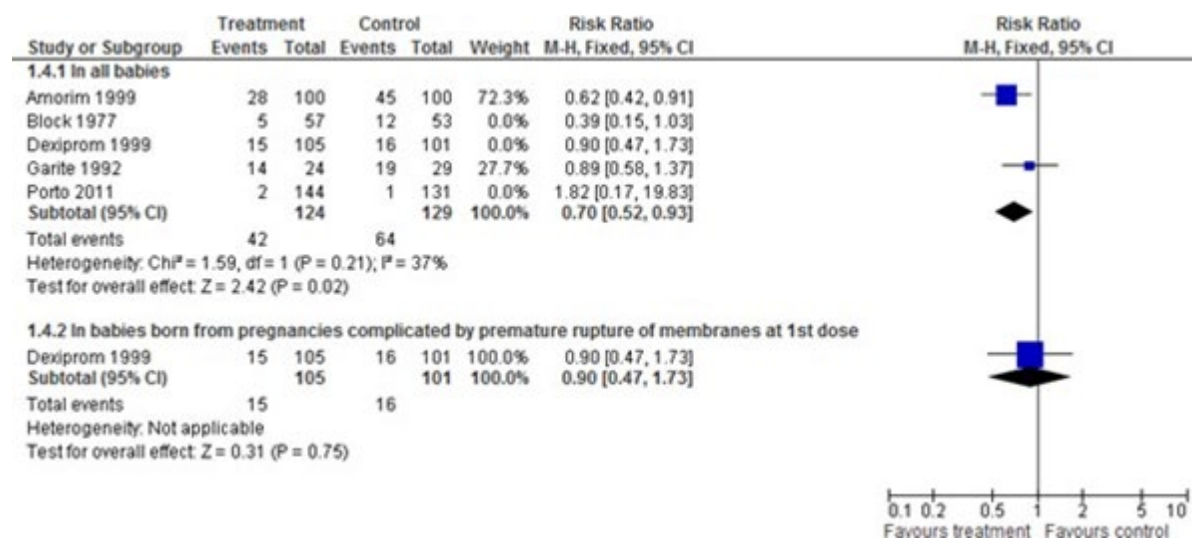 Treatment Control Risk Ratio Risk Ratio
Study or Subgroup Events Total Events Total Weight M-H, Fixed, 95% CI M-H, Fixed, 95% CI
1.4.1 In all babies
Amorim 1999 28 100 45 100 72.3% 0.62 [0.42, 0.91]
Block 1977 5 57 12 53 0.0% 0.39 [0.15, 1.03]
Dexiprom 1999 15 105 16 101 0.0% 0.90 [0.47, 1.73]
Garite 1992 14 24 19 29 27.7% 0.89 [0.58, 1.37]
Porto 2011 2 144 1 131 0.0% 1.82 [0.17, 19.83]
Subtotal (95% CI) 124 129 100.0% 0.70 [0.52, 0.93]
Total events 42 64
Heterogeneity: Chi² = 1.59, df = 1 (P = 0.21); I² = 37%
Test for overall effect: Z = 2.42 (P = 0.02)
1.4.2 In babies born from pregnancies complicated by premature rupture of membranes at 1st dose
Dexiprom 1999 15 105 16 101 100.0% 0.90 [0.47, 1.73]
Subtotal (95% CI) 105 101 100.0% 0.90 [0.47, 1.73]
Total events 15 16
Heterogeneity: Not applicable
Test for overall effect: Z = 0.31 (P = 0.75)
0.1 0.2 0.5 1 2 5 10
Favours treatment Favours control